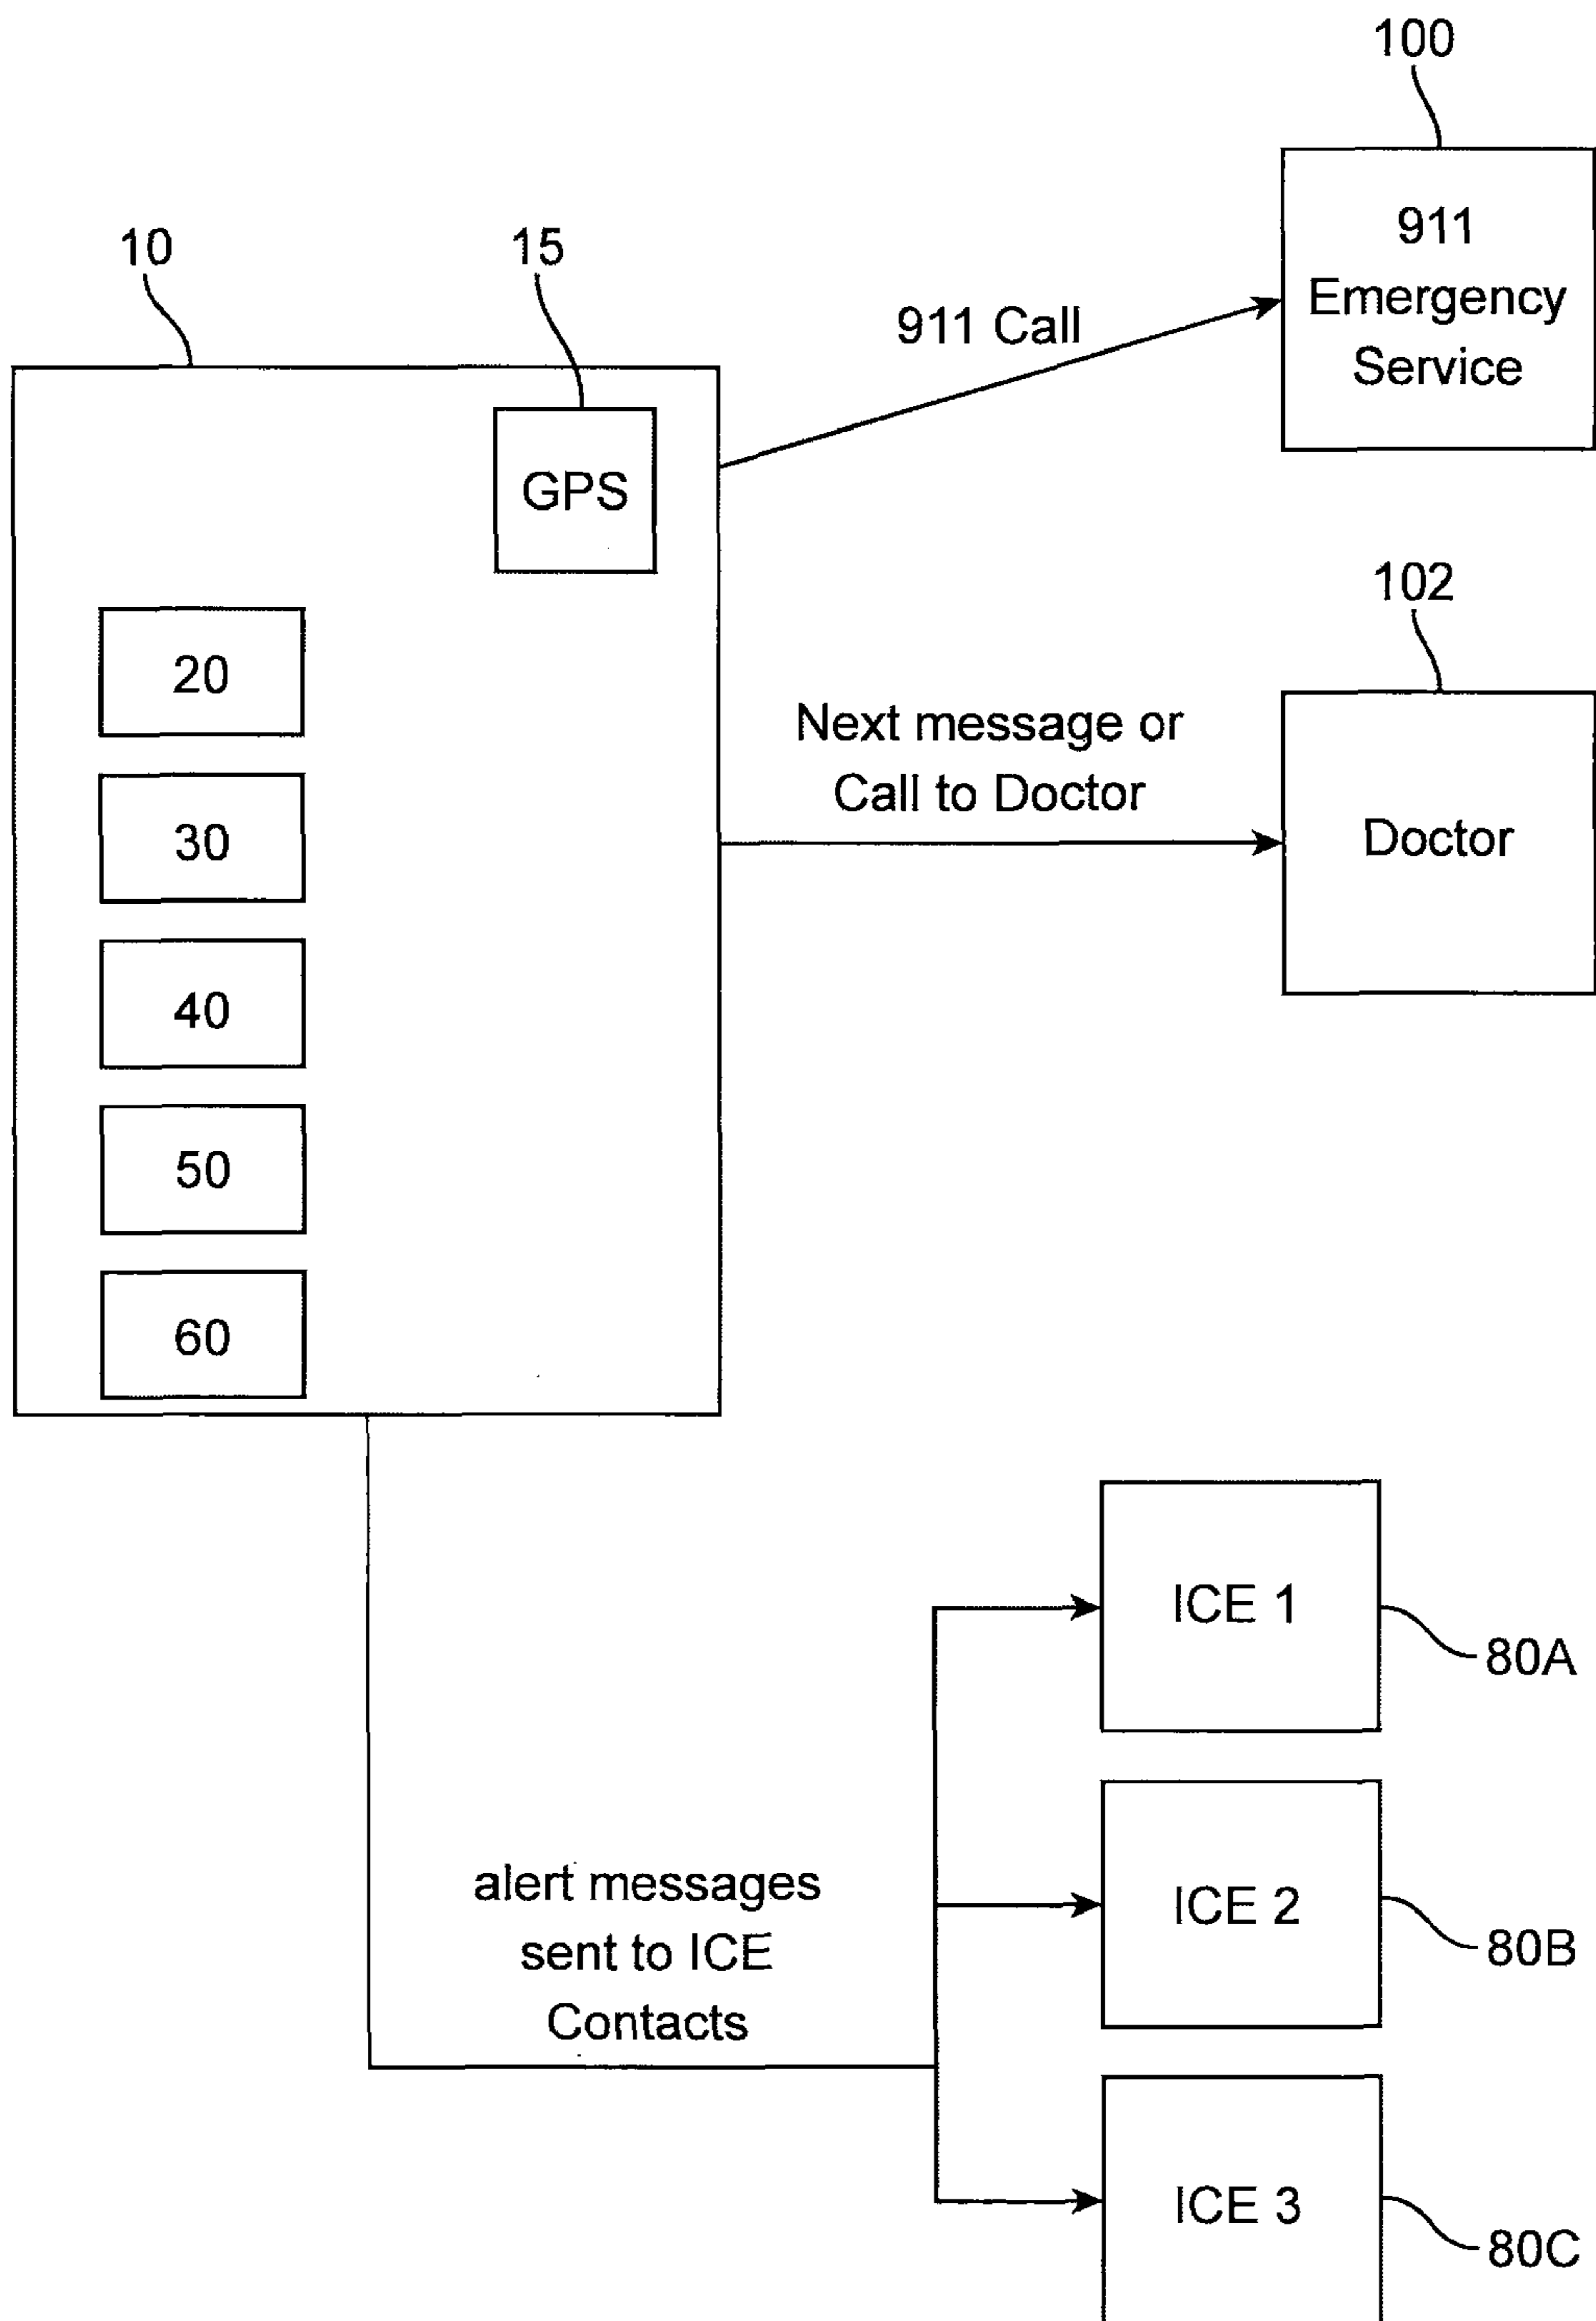 100
911
Emergency
Service
10
15
911 Call
GPS
102
20
Next message or
Call to Doctor
30
Doctor
40
50
60
ICE 1
80A
alert messages
sent to ICE
Contacts
ICE 2
80B
ICE 3
80C